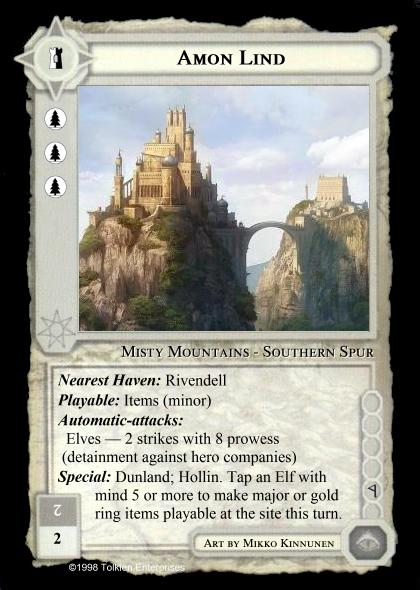 Amon Lind
Misty Mountains - Southern Spur
Nearest Haven: Rivendell
Playable: Items (minor)
Automatic-attacks:
Elves — 2 strikes with 8 prowess
(detainment against hero companies)
Special: Dunland; Hollin. Tap an Elf with
mind 5 or more to make major or gold
ring items playable at the site this turn.
2
2
Art by Mikko Kinnunen
©1998 Tolkien Enterprises